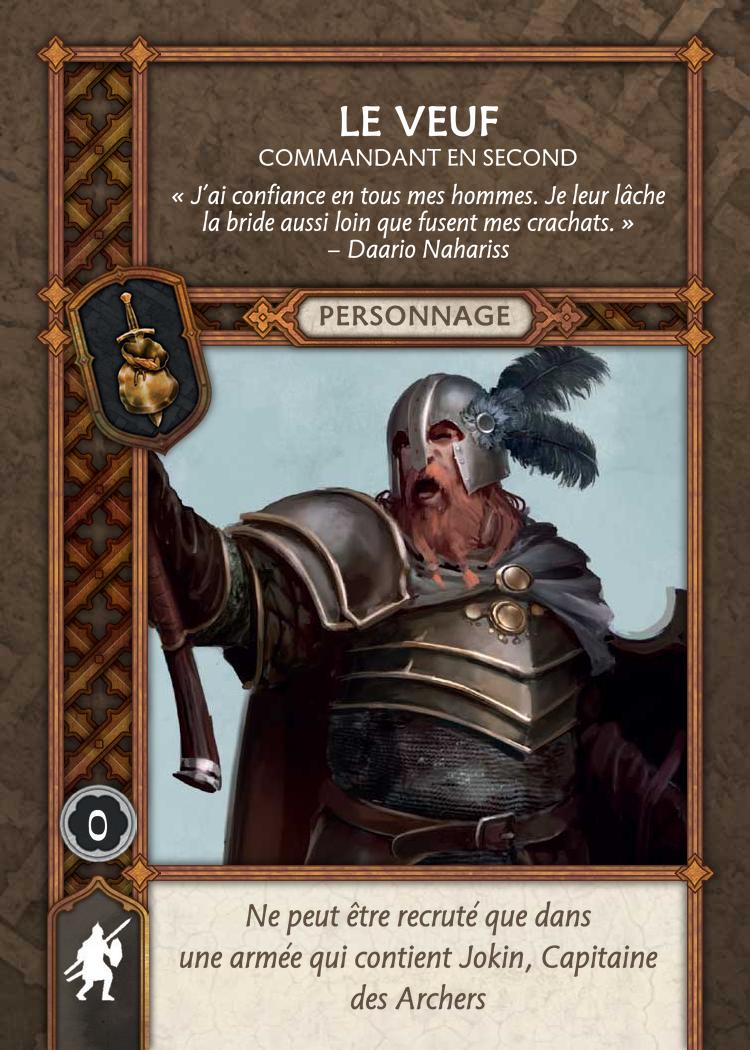 LE VEUF
COMMANDANT EN SECOND
« J'ai confiance en tous mes hommes. Je leur lâche
la bride aussi loin que fusent mes crachats. »
– Daario Nahariss
PERSONNAGE
0
Ne peut être recruté que dans
une armée qui contient Jokin, Capitaine
des Archers